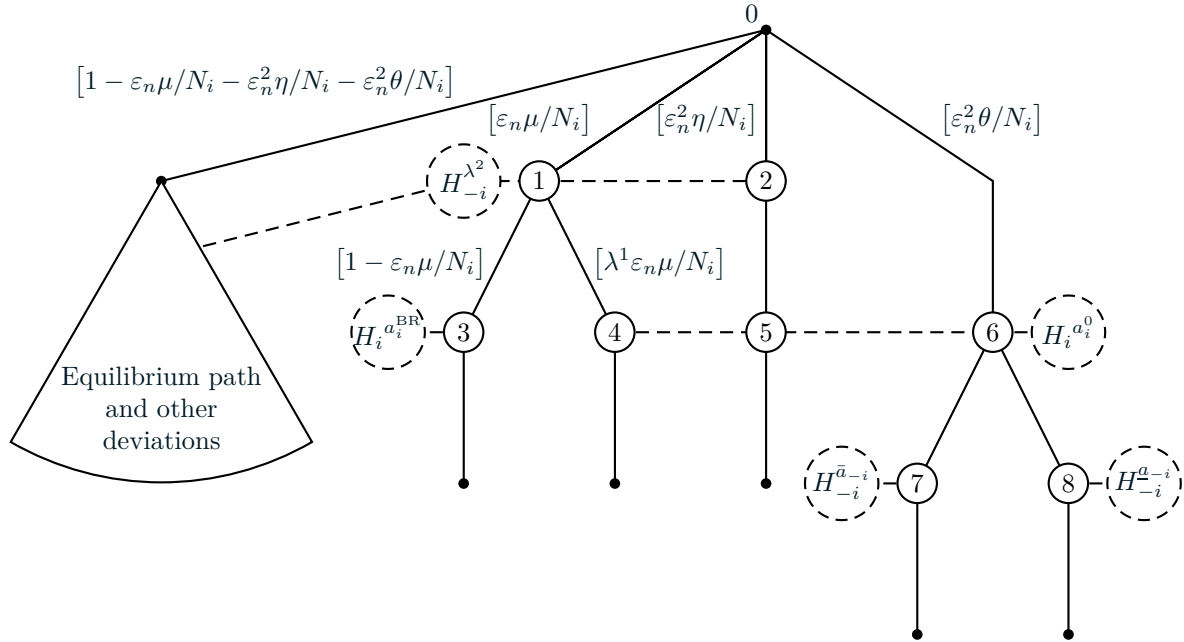 0
[1 − ε_nμ/N_i − ε_n^2η/N_i − ε_n^2θ/N_i]
[ε_nμ/N_i]
[ε_n^2η/N_i]
[ε_n^2θ/N_i]
H_{-i}^{λ^2}
1
2
[1 − ε_nμ/N_i]
[λ^1ε_nμ/N_i]
H_i^{a_i^{BR}}
3
4
5
6
H_i^{a_i^0}
Equilibrium path
and other
deviations
H_{-i}^{\bar{a}_{-i}}
7
8
H_{-i}^{\underline{a}_{-i}}